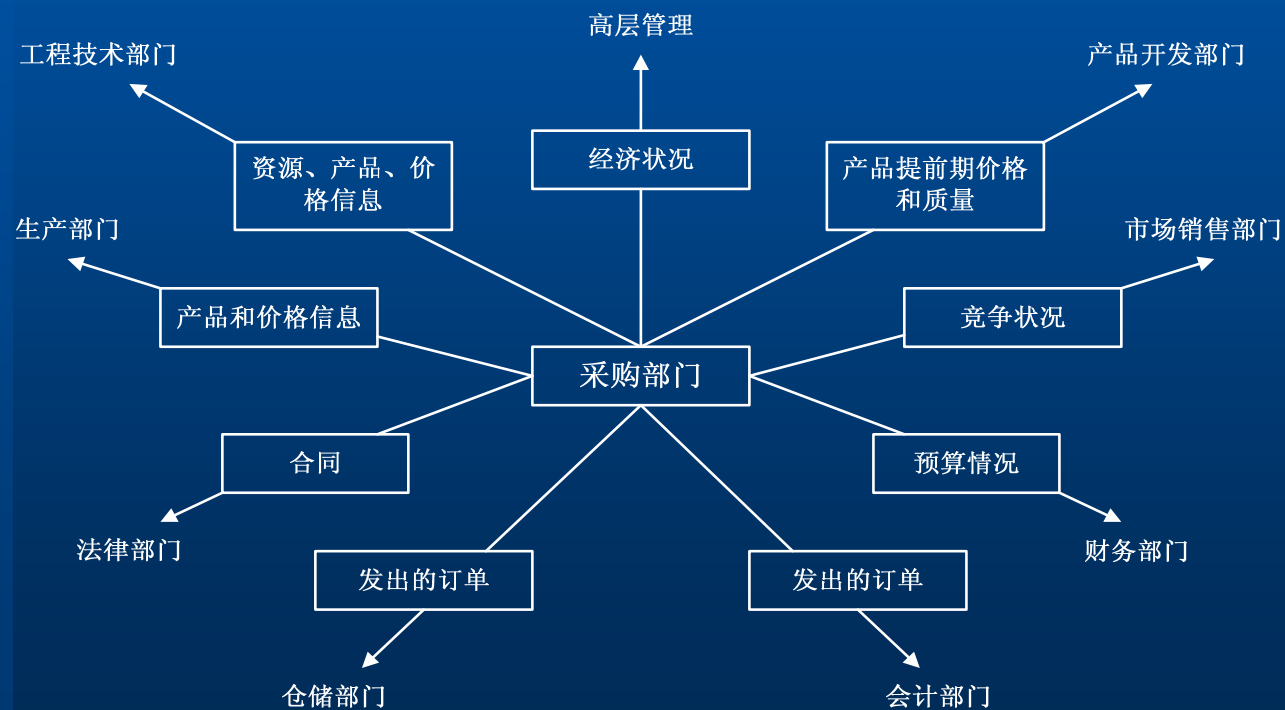 高层管理
工程技术部门
产品开发部门
资源、产品、价
格信息
经济状况
产品提前期价格
和质量
生产部门
市场销售部门
产品和价格信息
竞争状况
采购部门
合同
预算情况
法律部门
财务部门
发出的订单
发出的订单
仓储部门
会计部门